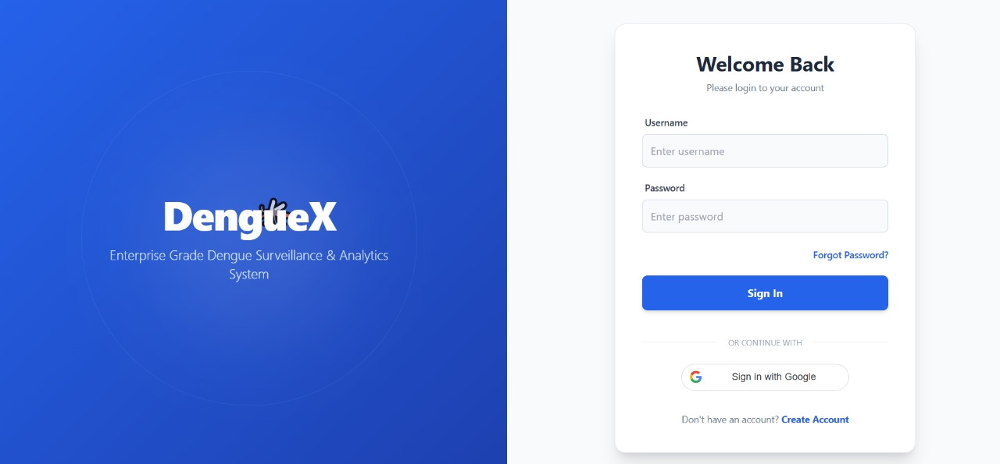 DengueX
Enterprise Grade Dengue Surveillance & Analytics
System
Welcome Back
Please login to your account
Username
Enter username
Password
Enter password
Forgot Password?
Sign In
OR CONTINUE WITH
Sign in with Google
Don't have an account? Create Account